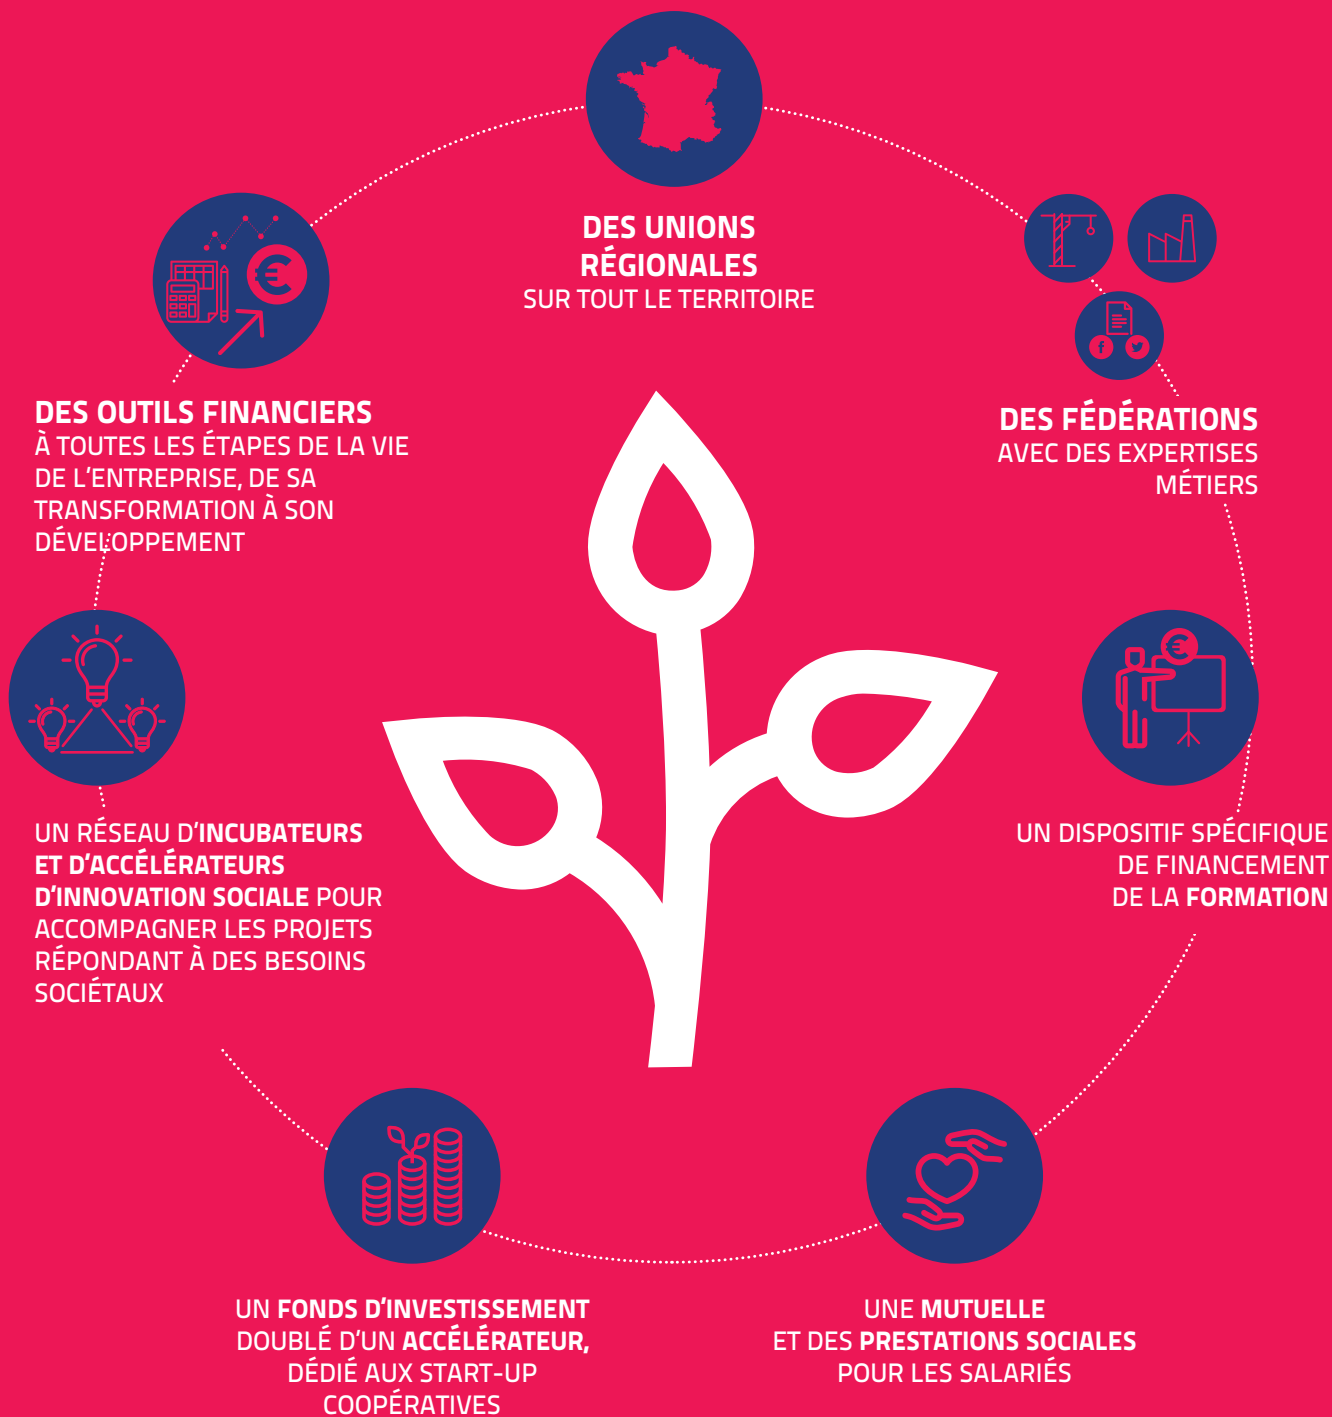 DES UNIONS
RÉGIONALES
SUR TOUT LE TERRITOIRE
DES FÉDÉRATIONS
AVEC DES EXPERTISES
MÉTIERS
UN DISPOSITIF SPÉCIFIQUE
DE FINANCEMENT
DE LA FORMATION
UNE MUTUELLE
ET DES PRESTATIONS SOCIALES
POUR LES SALARIÉS
UN FONDS D'INVESTISSEMENT
DOUBLÉ D'UN ACCÉLÉRATEUR,
DÉDIÉ AUX START-UP
COOPÉRATIVES
UN RÉSEAU D'INCUBATEURS
ET D'ACCÉLÉRATEURS
D'INNOVATION SOCIALE POUR
ACCOMPAGNER LES PROJETS
RÉPONDANT À DES BESOINS
SOCIÉTAUX
DES OUTILS FINANCIERS
À TOUTES LES ÉTAPES DE LA VIE
DE L'ENTREPRISE, DE SA
TRANSFORMATION À SON
DÉVELOPPEMENT